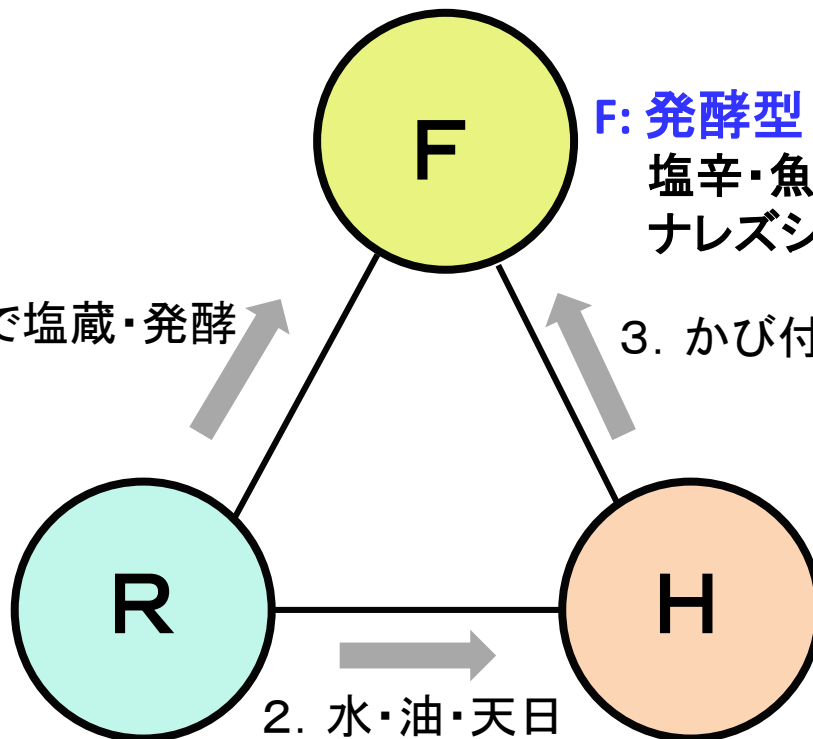 F
F: 発酵型
塩辛・魚
ナレズシ
で塩蔵・発酵
3. かび付
R
H
2. 水・油・天日